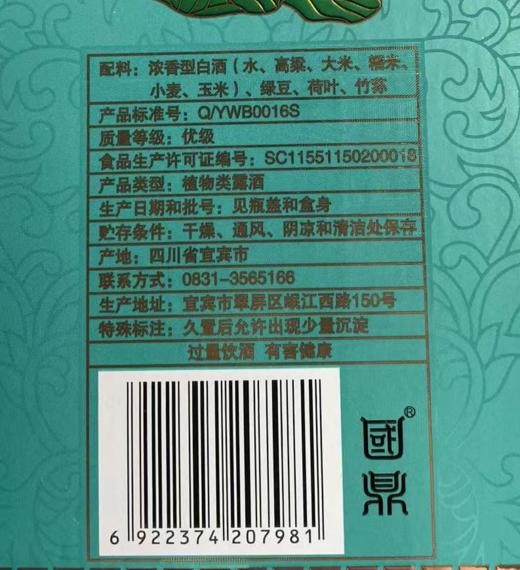 配料：浓香型白酒（水、高粱、大米、糯米、
小麦、玉米）、绿豆、荷叶、竹荪
产品标准号：Q/YWB0016S
质量等级：优级
食品生产许可证编号：SC11551150200018
产品类型：植物类露酒
生产日期和批号：见瓶盖和盒身
贮存条件：干燥、通风、阴凉和清洁处保存
产地：四川省宜宾市
联系方式：0831-3565166
生产地址：宜宾市翠屏区岷江西路150号
特殊标注：久置后允许出现少量沉淀
过量饮酒 有害健康
國®
鼎
6 922374 207981